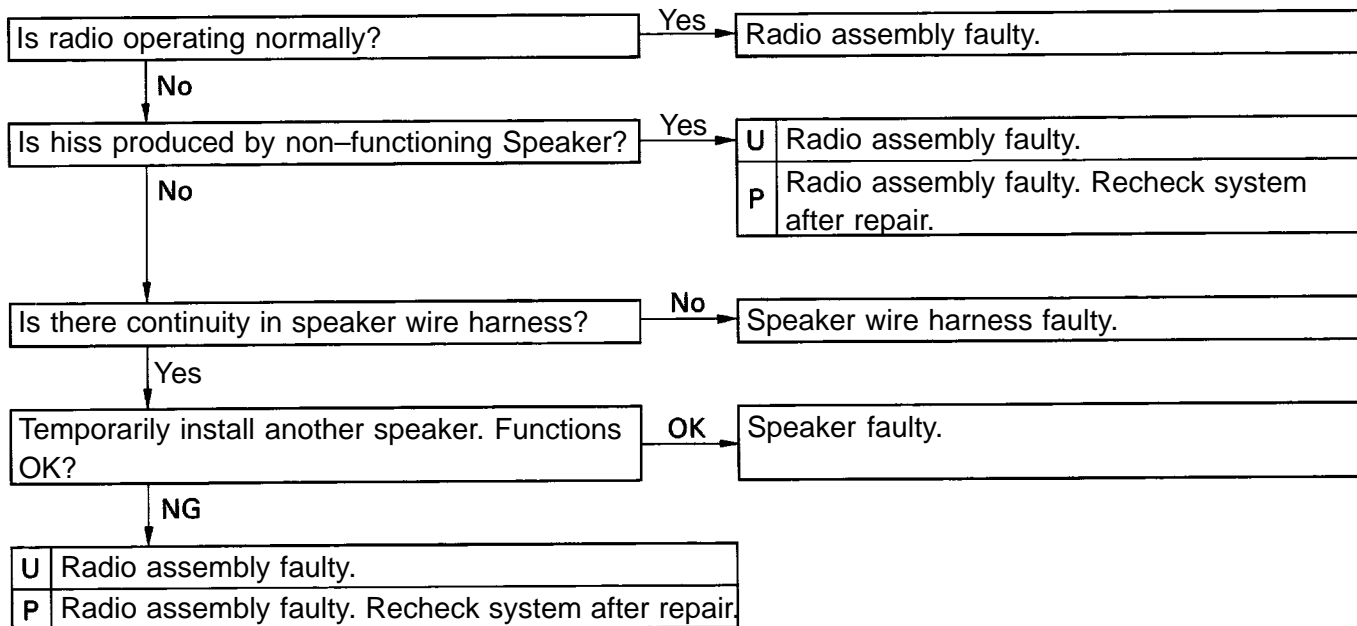 Is radio operating normally?
Yes
Radio assembly faulty.
No
Is hiss produced by non–functioning Speaker?
Yes
U Radio assembly faulty.
P Radio assembly faulty. Recheck system
after repair.
No
Is there continuity in speaker wire harness?
No
Speaker wire harness faulty.
Yes
Temporarily install another speaker. Functions
OK?
OK
Speaker faulty.
NG
U Radio assembly faulty.
P Radio assembly faulty. Recheck system after repair.